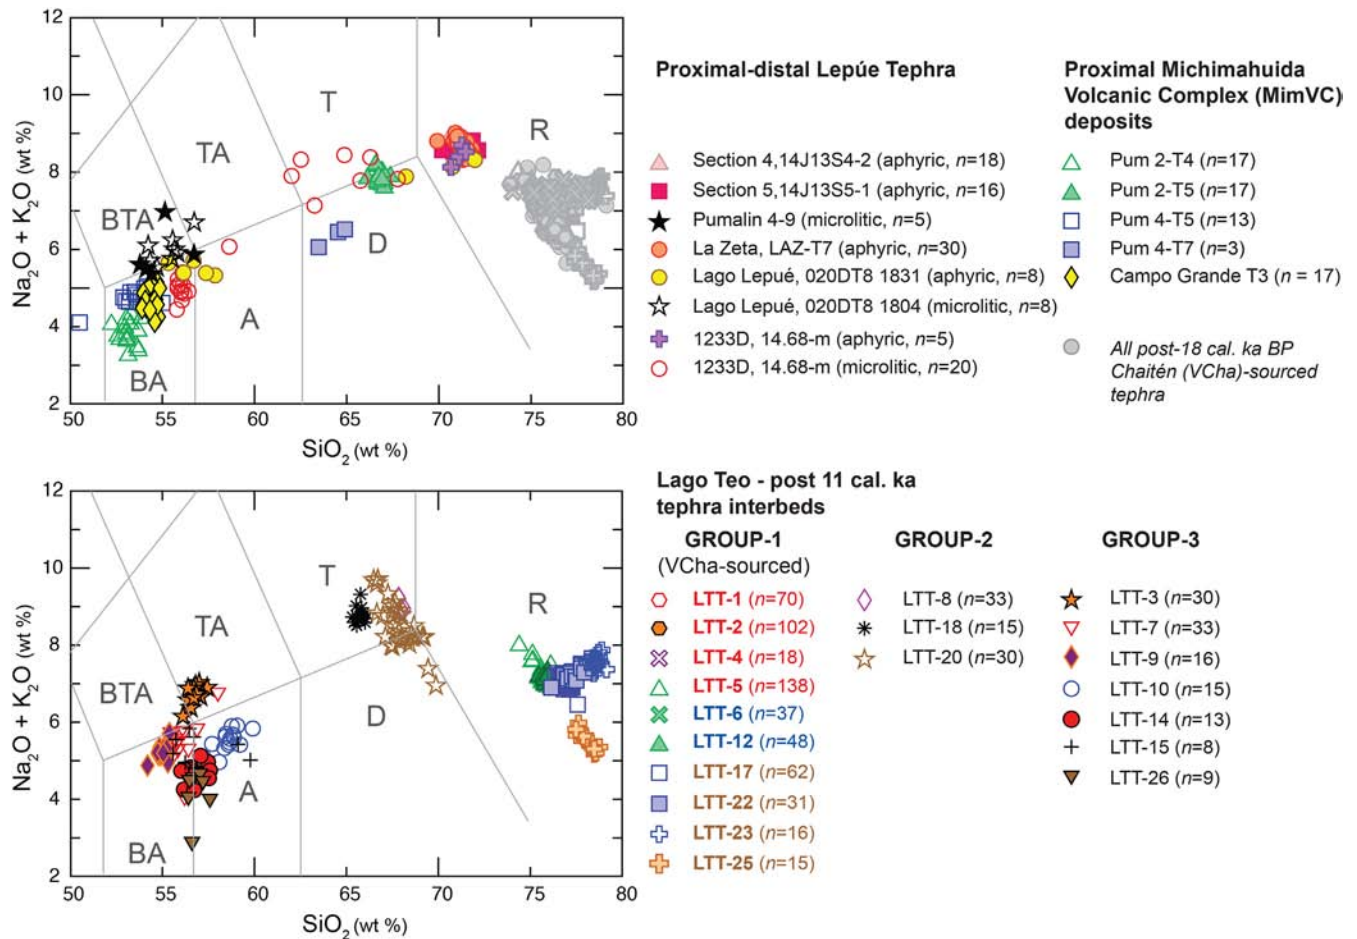 12
10
8
6
4
2
Na2O + K2O (wt %)
T
TA
BTA
R
D
A
BA
50
55
60
65
70
75
80
SiO2 (wt %)
Proximal-distal Lepúe Tephra
Section 4,14J13S4-2 (aphyric, n=18)
Section 5,14J13S5-1 (aphyric, n=16)
Pumalin 4-9 (microlitic, n=5)
La Zeta, LAZ-T7 (aphyric, n=30)
Lago Lepué, 020DT8 1831 (aphyric, n=8)
Lago Lepué, 020DT8 1804 (microlitic, n=8)
1233D, 14.68-m (aphyric, n=5)
1233D, 14.68-m (microlitic, n=20)
Proximal Michimahuida
Volcanic Complex (MimVC)
deposits
Pum 2-T4 (n=17)
Pum 2-T5 (n=17)
Pum 4-T5 (n=13)
Pum 4-T7 (n=3)
Campo Grande T3 (n = 17)
All post-18 cal. ka BP
Chaitén (VCha)-sourced
tephra
12
10
8
6
4
2
Na2O + K2O (wt %)
T
TA
BTA
R
D
A
BA
50
55
60
65
70
75
80
SiO2 (wt %)
Lago Teo - post 11 cal. ka
tephra interbeds
GROUP-1
(VCha-sourced)
LTT-1 (n=70)
LTT-2 (n=102)
LTT-4 (n=18)
LTT-5 (n=138)
LTT-6 (n=37)
LTT-12 (n=48)
LTT-17 (n=62)
LTT-22 (n=31)
LTT-23 (n=16)
LTT-25 (n=15)
GROUP-2
LTT-8 (n=33)
LTT-18 (n=15)
LTT-20 (n=30)
GROUP-3
LTT-3 (n=30)
LTT-7 (n=33)
LTT-9 (n=16)
LTT-10 (n=15)
LTT-14 (n=13)
LTT-15 (n=8)
LTT-26 (n=9)